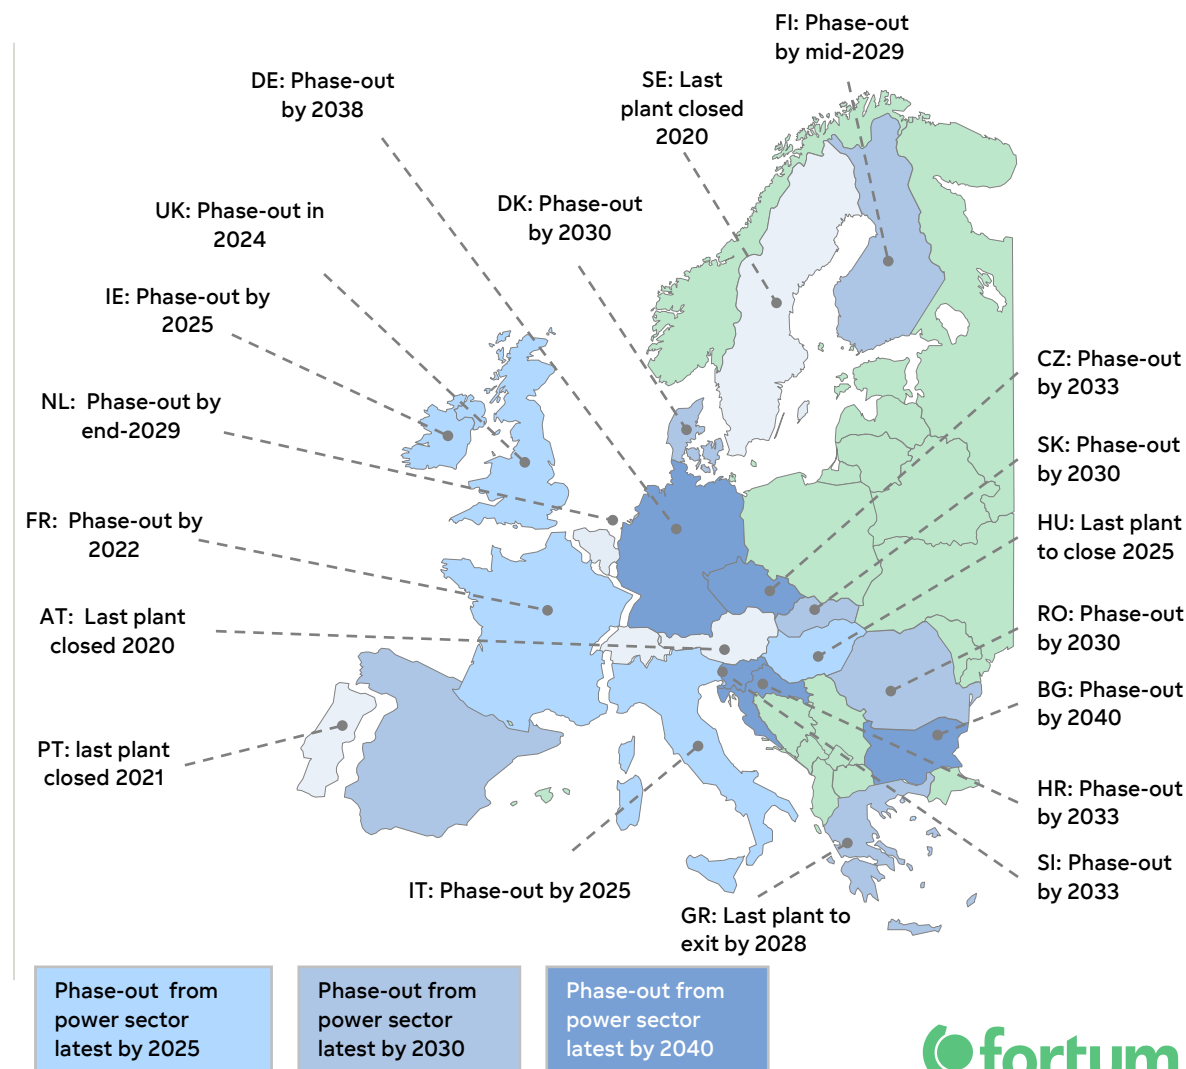 FI: Phase-out
by mid-2029
DE: Phase-out
by 2038
SE: Last
plant closed
2020
UK: Phase-out in
2024
DK: Phase-out
by 2030
IE: Phase-out by
2025
NL:  Phase-out by
end-2029
CZ: Phase-out
by 2033
SK: Phase-out
by 2030
FR:  Phase-out by
2022
HU: Last plant
to close 2025
AT:  Last plant
closed 2020
RO: Phase-out
by 2030
BG: Phase-out
by 2040
PT: last plant
closed 2021
HR: Phase-out
by 2033
SI: Phase-out
by 2033
IT: Phase-out by 2025
GR: Last plant to
exit by 2028
Phase-out  from
power sector
latest by 2025
Phase-out from
power sector
latest by 2030
Phase-out from
power sector
latest by 2040
fortum